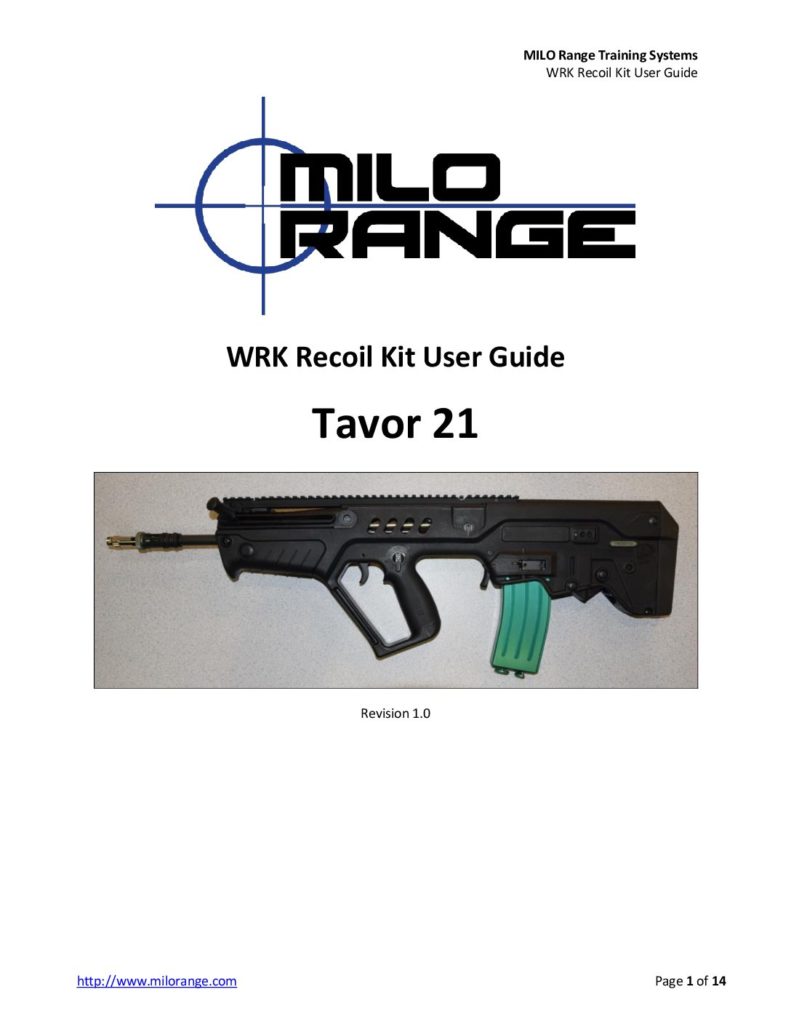 MILO Range Training Systems
WRK Recoil Kit User Guide
MILO
RANGE
WRK Recoil Kit User Guide
Tavor 21
Revision 1.0
http://www.milorange.com
Page 1 of 14